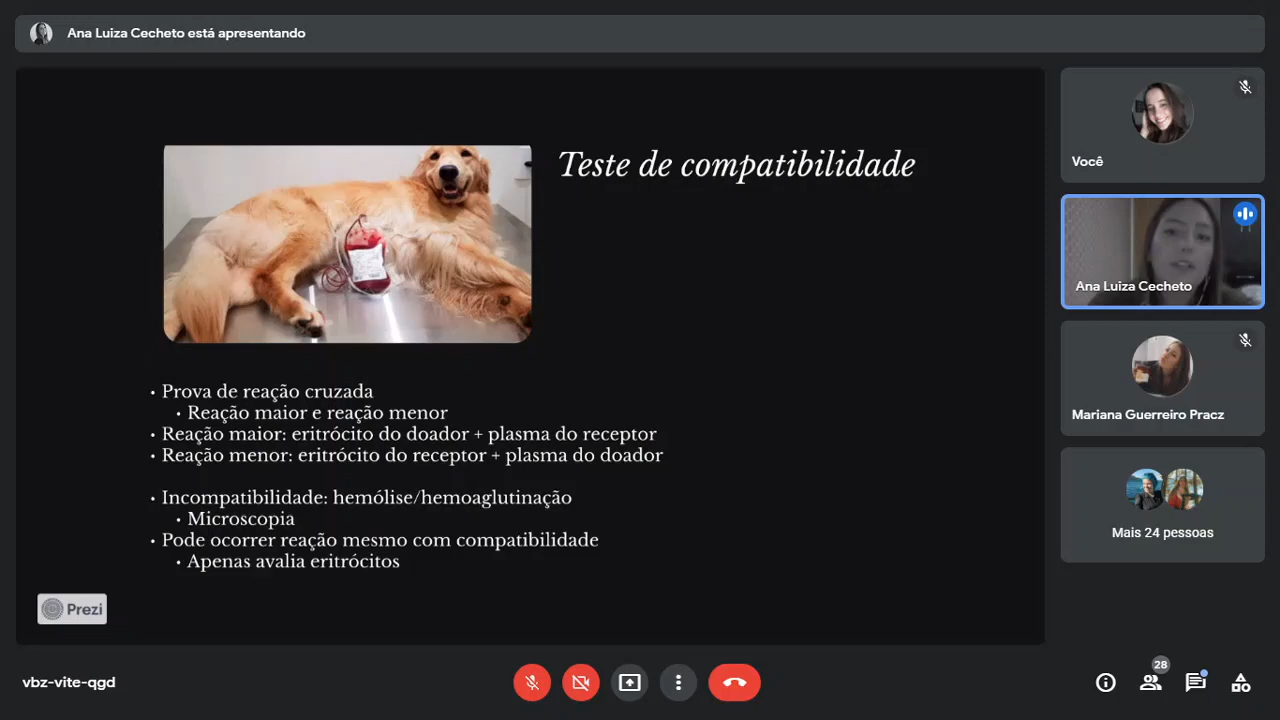 Ana Luiza Cecheto está apresentando
Teste de compatibilidade
• Prova de reação cruzada
• Reação maior e reação menor
• Reação maior: eritrócito do doador + plasma do receptor
• Reação menor: eritrócito do receptor + plasma do doador
• Incompatibilidade: hemólise/hemoaglutinação
• Microscopia
• Pode ocorrer reação mesmo com compatibilidade
• Apenas avalia eritrócitos
Prezi
Você
Ana Luiza Cecheto
Mariana Guerreiro Pracz
Mais 24 pessoas
vbz-vite-qgd
28